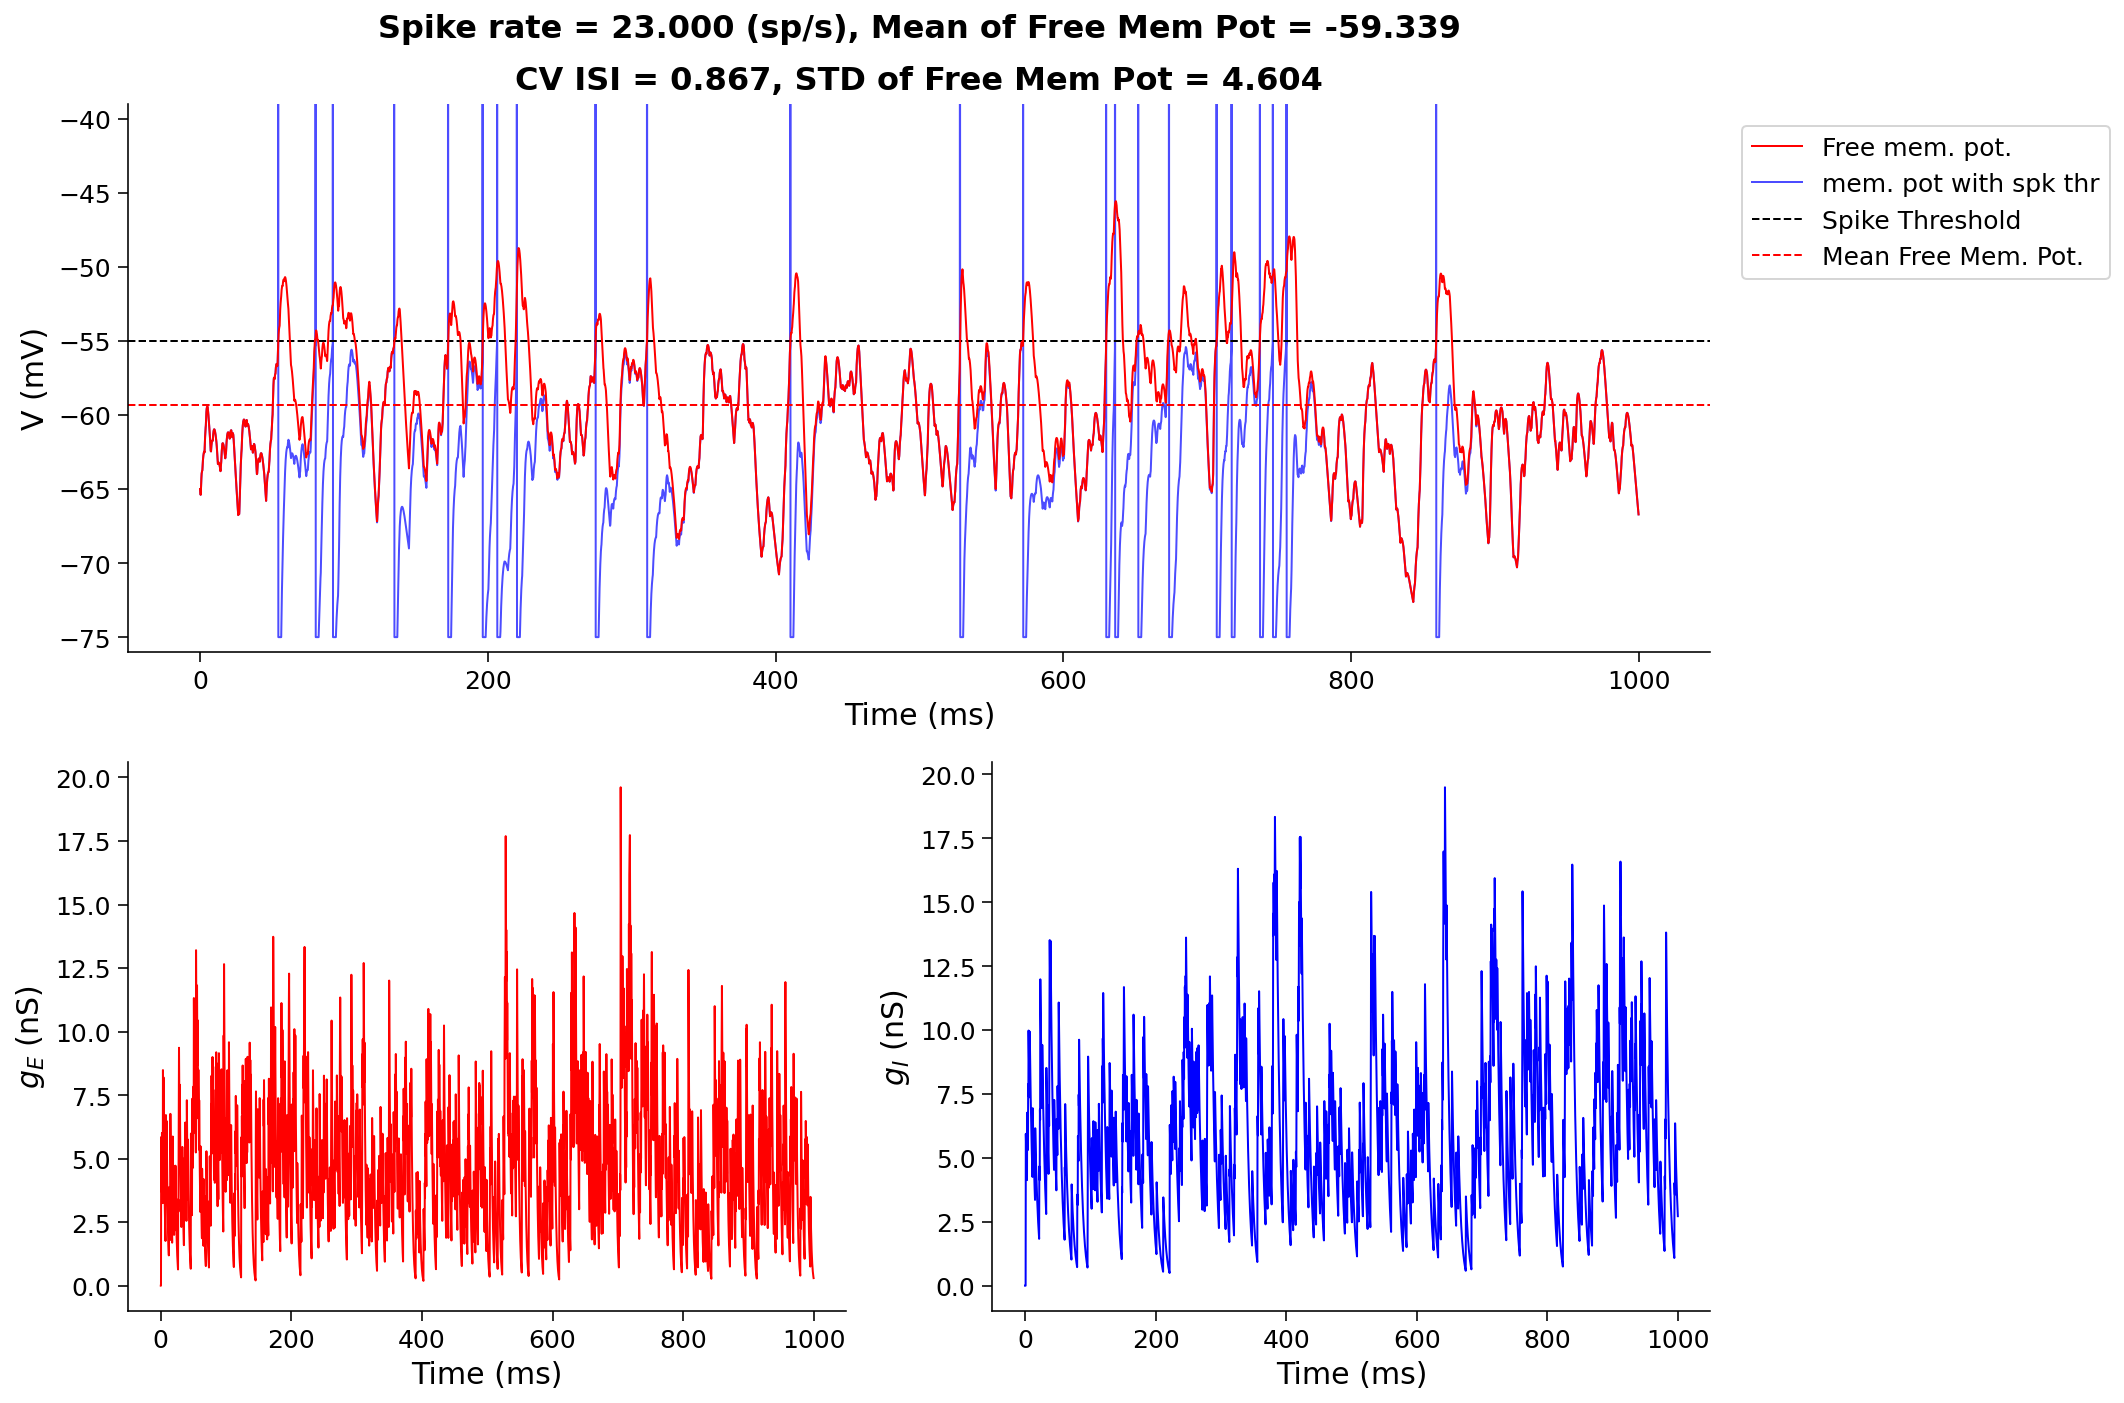 Spike rate = 23.000 (sp/s), Mean of Free Mem Pot = -59.339
CV ISI = 0.867, STD of Free Mem Pot = 4.604
−40
−45
−50
−55
−60
−65
−70
−75
V (mV)
0 200 400 600 800 1000
Time (ms)
Free mem. pot.
mem. pot with spk thr
Spike Threshold
Mean Free Mem. Pot.
20.0
17.5
15.0
12.5
10.0
7.5
5.0
2.5
0.0
g_E (nS)
0 200 400 600 800 1000
Time (ms)
20.0
17.5
15.0
12.5
10.0
7.5
5.0
2.5
0.0
g_I (nS)
0 200 400 600 800 1000
Time (ms)